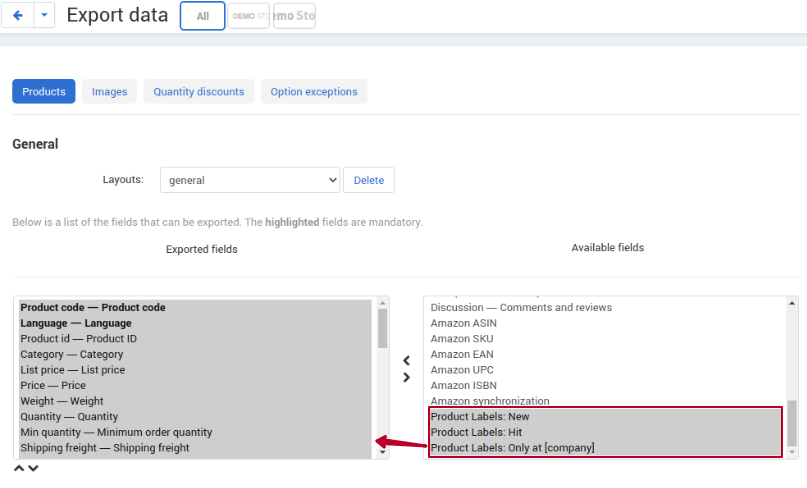 Export data
All
DEMO
Products
Images
Quantity discounts
Option exceptions
General
Layouts:
general
Delete
Below is a list of the fields that can be exported. The highlighted fields are mandatory.
Exported fields
Available fields
Product code — Product code
Language — Language
Product id — Product ID
Category — Category
List price — List price
Price — Price
Weight — Weight
Quantity — Quantity
Min quantity — Minimum order quantity
Shipping freight — Shipping freight
Discussion — Comments and reviews
Amazon ASIN
Amazon SKU
Amazon EAN
Amazon UPC
Amazon ISBN
Amazon synchronization
Product Labels: New
Product Labels: Hit
Product Labels: Only at [company]